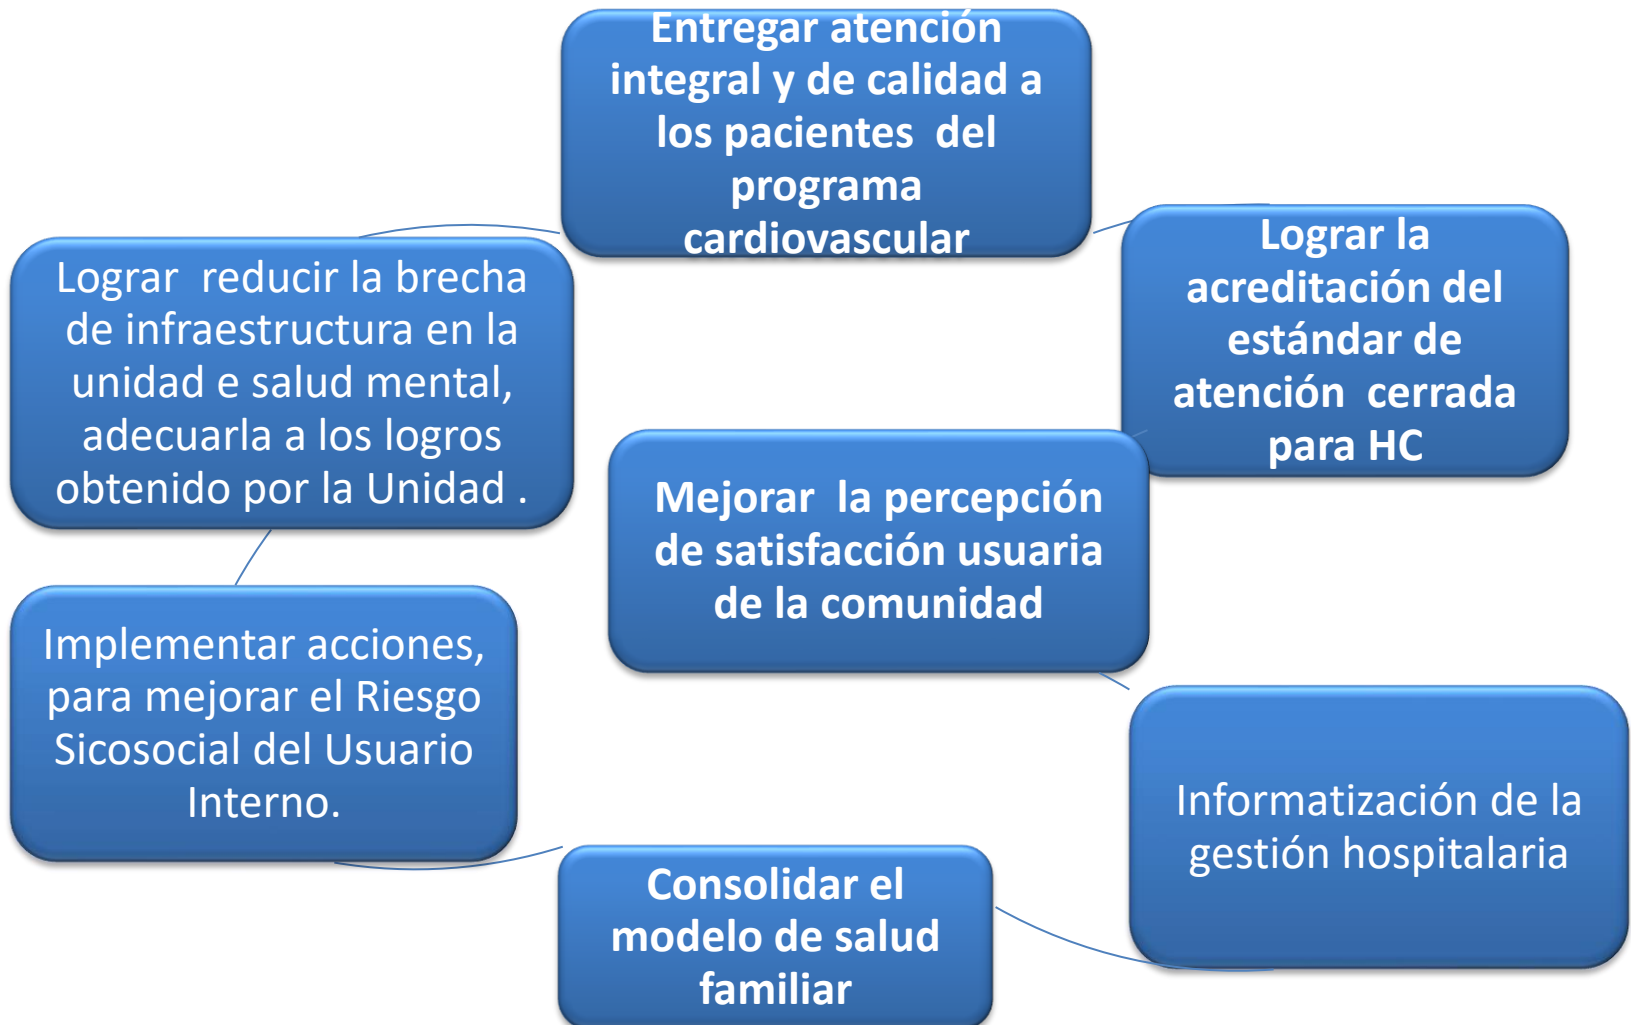 Entregar atención
integral y de calidad a
los pacientes  del
programa
cardiovascular
Lograr la
acreditación del
estándar de
atención  cerrada
para HC
Mejorar  la percepción
de satisfacción usuaria
de la comunidad
Informatización de la
gestión hospitalaria
Consolidar el
modelo de salud
familiar
Implementar acciones,
para mejorar el Riesgo
Sicosocial del Usuario
Interno.
Lograr  reducir la brecha
de infraestructura en la
unidad e salud mental,
adecuarla a los logros
obtenido por la Unidad .